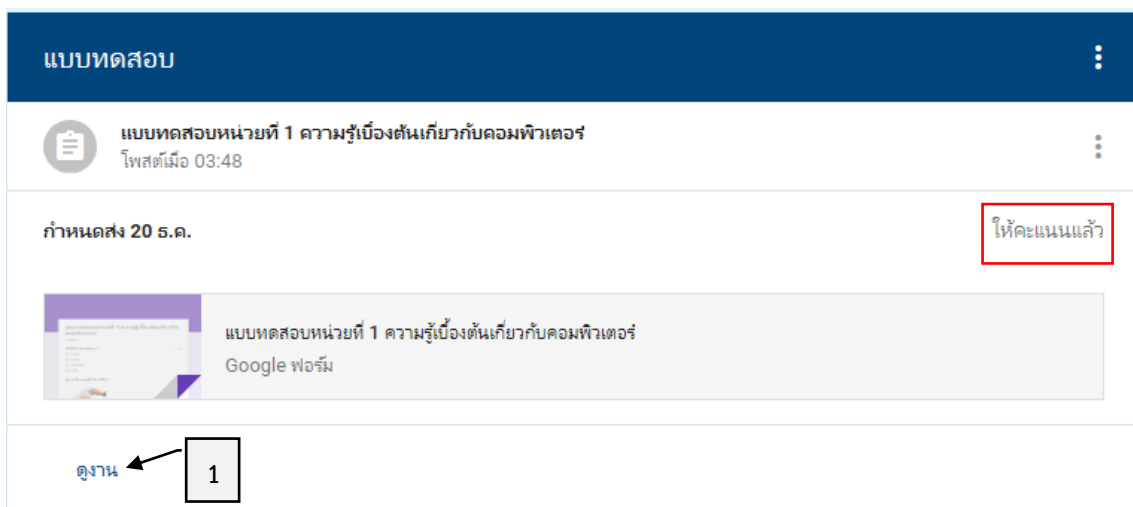 แบบทดสอบ
แบบทดสอบหน่วยที่ 1 ความรู้เบื้องต้นเกี่ยวกับคอมพิวเตอร์
โพสต์เมื่อ 03:48
กำหนดส่ง 20 ธ.ค.
ให้คะแนนแล้ว
แบบทดสอบหน่วยที่ 1 ความรู้เบื้องต้นเกี่ยวกับคอมพิวเตอร์
Google ฟอร์ม
ดูงาน
1